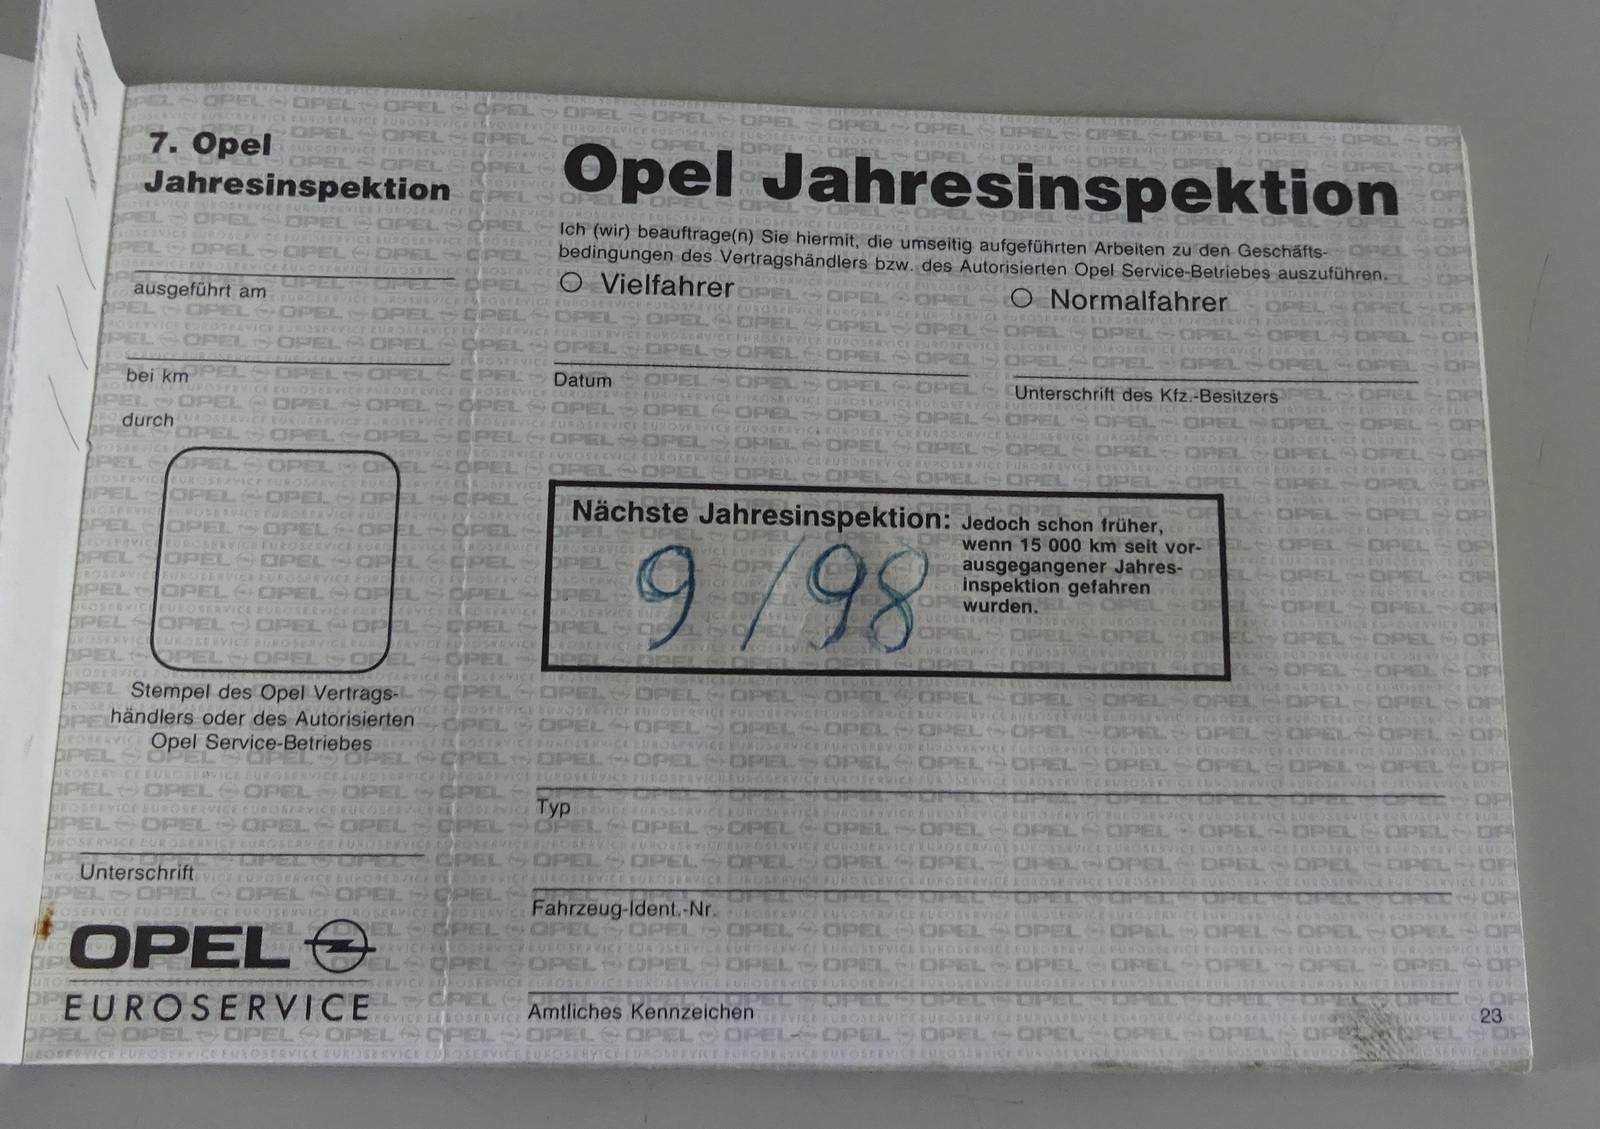 7. Opel
Jahresinspektion
ausgeführt am
bei km
durch
Stempel des Opel Vertrags-
händlers oder des Autorisierten
Opel Service-Betriebes
Unterschrift
OPEL
EUROSERVICE
Opel Jahresinspektion
Ich (wir) beauftrage(n) Sie hiermit, die umseitig aufgeführten Arbeiten zu den Geschäfts-
bedingungen des Vertragshändlers bzw. des Autorisierten Opel Service-Betriebes auszuführen.
Vielfahrer
Normalfahrer
Datum
Unterschrift des Kfz.-Besitzers
Nächste Jahresinspektion:
9/98
Jedoch schon früher,
wenn 15 000 km seit vor-
ausgegangener Jahres-
inspektion gefahren
wurden.
Typ
Fahrzeug-Ident.-Nr.
Amtliches Kennzeichen
23